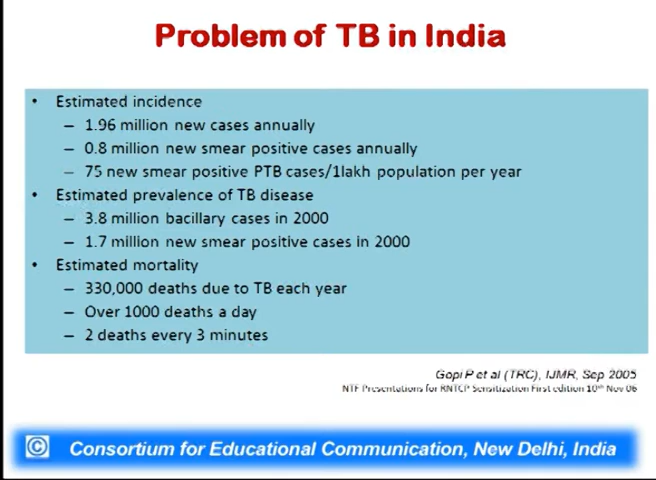 Problem of TB in India
• Estimated incidence
– 1.96 million new cases annually
– 0.8 million new smear positive cases annually
– 75 new smear positive PTB cases/1lakh population per year
• Estimated prevalence of TB disease
– 3.8 million bacillary cases in 2000
– 1.7 million new smear positive cases in 2000
• Estimated mortality
– 330,000 deaths due to TB each year
– Over 1000 deaths a day
– 2 deaths every 3 minutes
Gopi P et al (TRC), IJMR, Sep 2005
NTF Presentations for RNTCP Sensitization First edition 10th Nov 06
© Consortium for Educational Communication, New Delhi, India